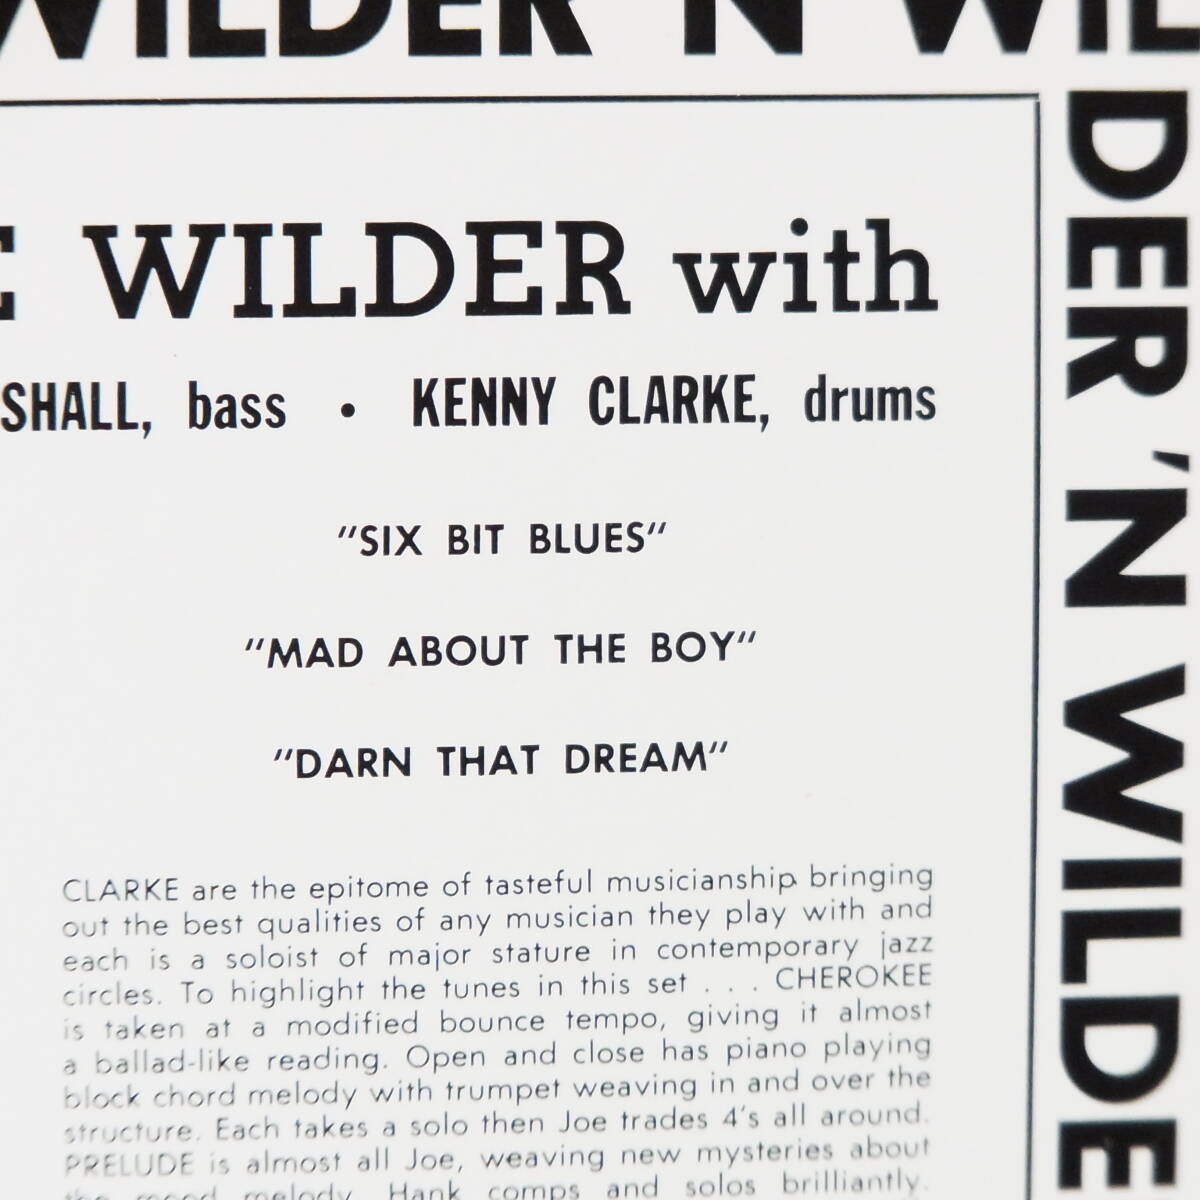 WILDER 'N WIL
DER 'N WILDE
E WILDER with
SHALL, bass • KENNY CLARKE, drums
"SIX BIT BLUES"
"MAD ABOUT THE BOY"
"DARN THAT DREAM"
CLARKE are the epitome of tasteful musicianship bringing
out the best qualities of any musician they play with and
each is a soloist of major stature in contemporary jazz
circles. To highlight the tunes in this set . . . CHEROKEE
is taken at a modified bounce tempo, giving it almost
a ballad-like reading. Open and close has piano playing
block chord melody with trumpet weaving in and over the
structure. Each takes a solo then Joe trades 4's all around.
PRELUDE is almost all Joe, weaving new mysteries about
the mood melody. Hank comps and solos brilliantly.